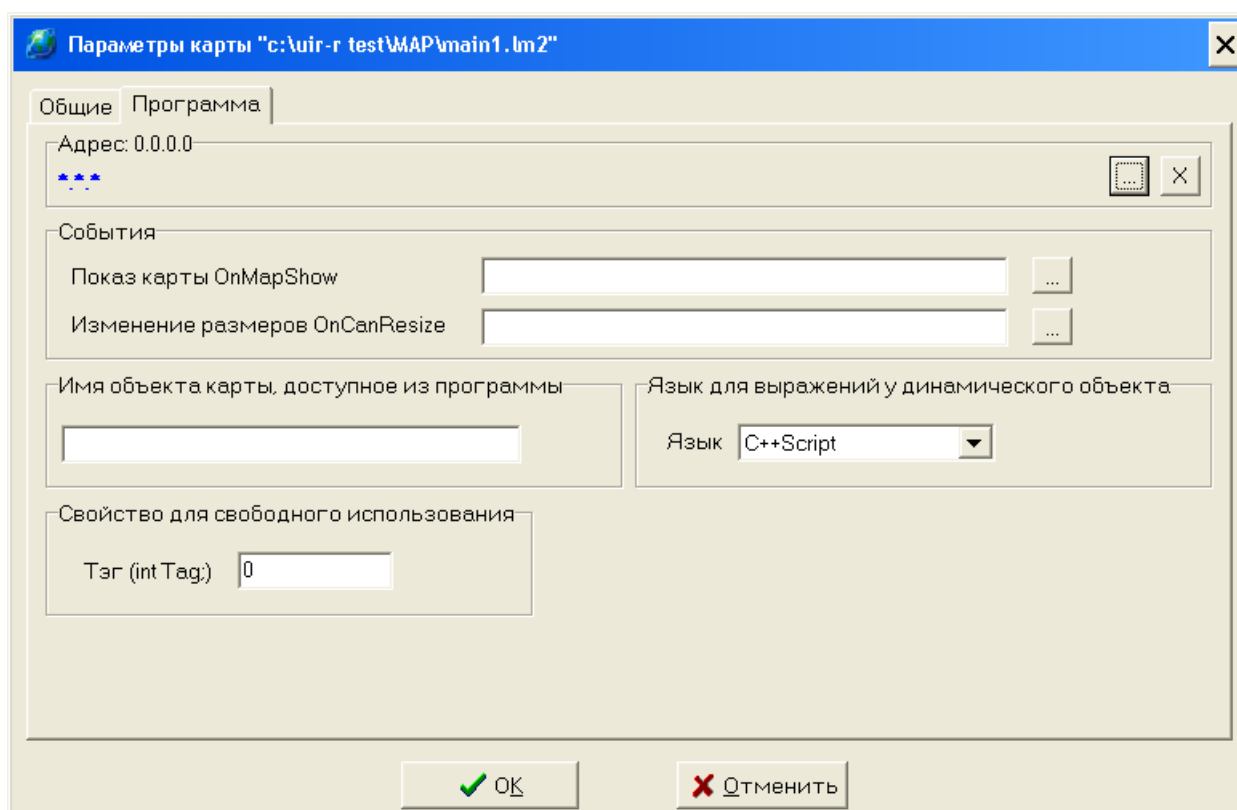 Параметры карты "c:\uir-r test\MAP\main1.lm2"
Общие Программа
Адрес: 0.0.0.0
*.*.*
...
X
События
Показ карты OnMapShow ...
Изменение размеров OnCanResize ...
Имя объекта карты, доступное из программы
Язык для выражений у динамического объекта
Язык C++Script
Свойство для свободного использования
Тэг (int Tag;) 0
OK Отменить